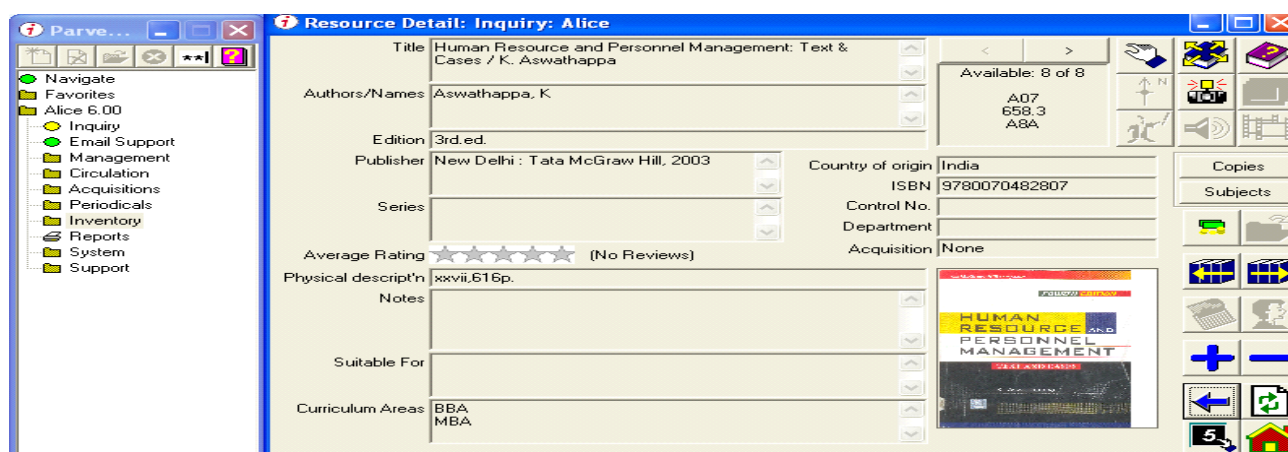 Parve...
**|
Navigate
Favorites
Alice 6.00
Inquiry
Email Support
Management
Circulation
Acquisitions
Periodicals
Inventory
Reports
System
Support
Resource Detail: Inquiry: Alice
Title Human Resource and Personnel Management: Text &
Cases / K. Aswathappa
Authors/Names Aswathappa, K
Edition 3rd.ed.
Publisher New Delhi : Tata McGraw Hill, 2003
Series
Average Rating (No Reviews)
Physical descript'n xxvii,616p.
Notes
Suitable For
Curriculum Areas BBA
MBA
< >
Available: 8 of 8
A07
658.3
A8A
Country of origin India
ISBN 9780070482807
Control No.
Department
Acquisition None
HUMAN
RESOURCE AND
PERSONNEL
MANAGEMENT
TEXT AND CASES
N
Copies
Subjects
5